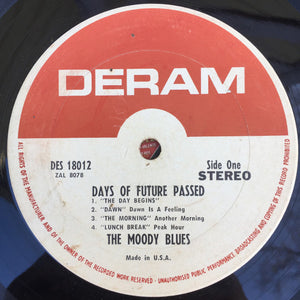 DERAM
DES 18012
ZAL 8078
Side One
STEREO
DAYS OF FUTURE PASSED
1. "THE DAY BEGINS"
2. "DAWN" Dawn Is a Feeling
3. "THE MORNING" Another Morning
4. "LUNCH BREAK" Peak Hour
THE MOODY BLUES
Made in U.S.A.
ALL RIGHTS OF THE MANUFACTURER, AND OF THE OWNER OF THE RECORDED WORK RESERVED - UNAUTHORISED PUBLIC PERFORMANCE BROADCASTING AND COPYING OF THIS RECORD PROHIBITED